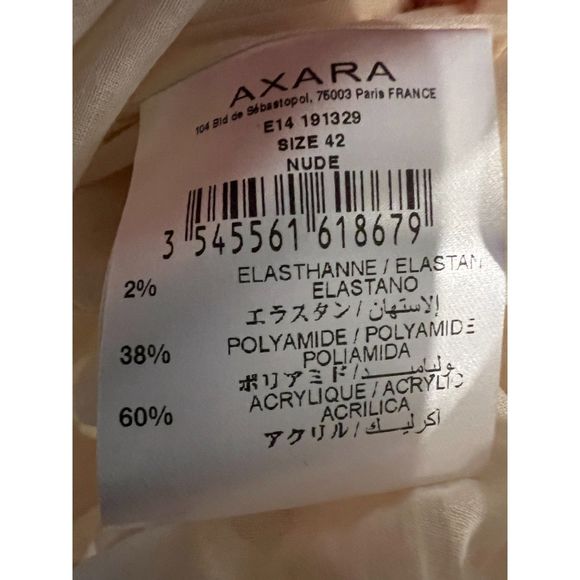 AXARA
104 Bld de Sébastopol, 75003 Paris FRANCE
E14 191329
SIZE 42
NUDE
3 545561 618679
2% ELASTHANNE / ELASTAN
ELASTANO
エラスタン / الاستهان
38% POLYAMIDE / POLYAMIDE
POLIAMIDA
ポリアミド / بوليامید
60% ACRYLIQUE / ACRYLIC
ACRILICA
アクリル / أكرليك